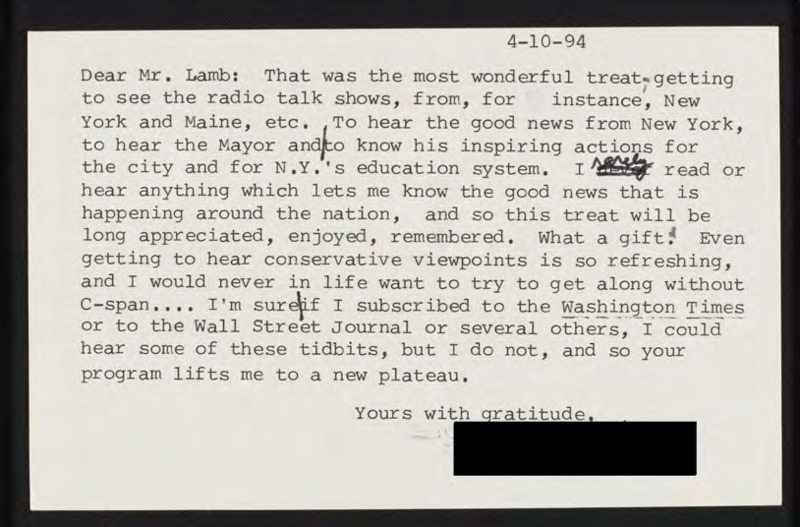 4-10-94
Dear Mr. Lamb: That was the most wonderful treat, getting
to see the radio talk shows, from, for instance, New
York and Maine, etc. To hear the good news from New York,
to hear the Mayor and to know his inspiring actions for
the city and for N.Y.'s education system. I rarely read or
hear anything which lets me know the good news that is
happening around the nation, and so this treat will be
long appreciated, enjoyed, remembered. What a gift! Even
getting to hear conservative viewpoints is so refreshing,
and I would never in life want to try to get along without
C-span.... I'm sure if I subscribed to the Washington Times
or to the Wall Street Journal or several others, I could
hear some of these tidbits, but I do not, and so your
program lifts me to a new plateau.
Yours with gratitude,